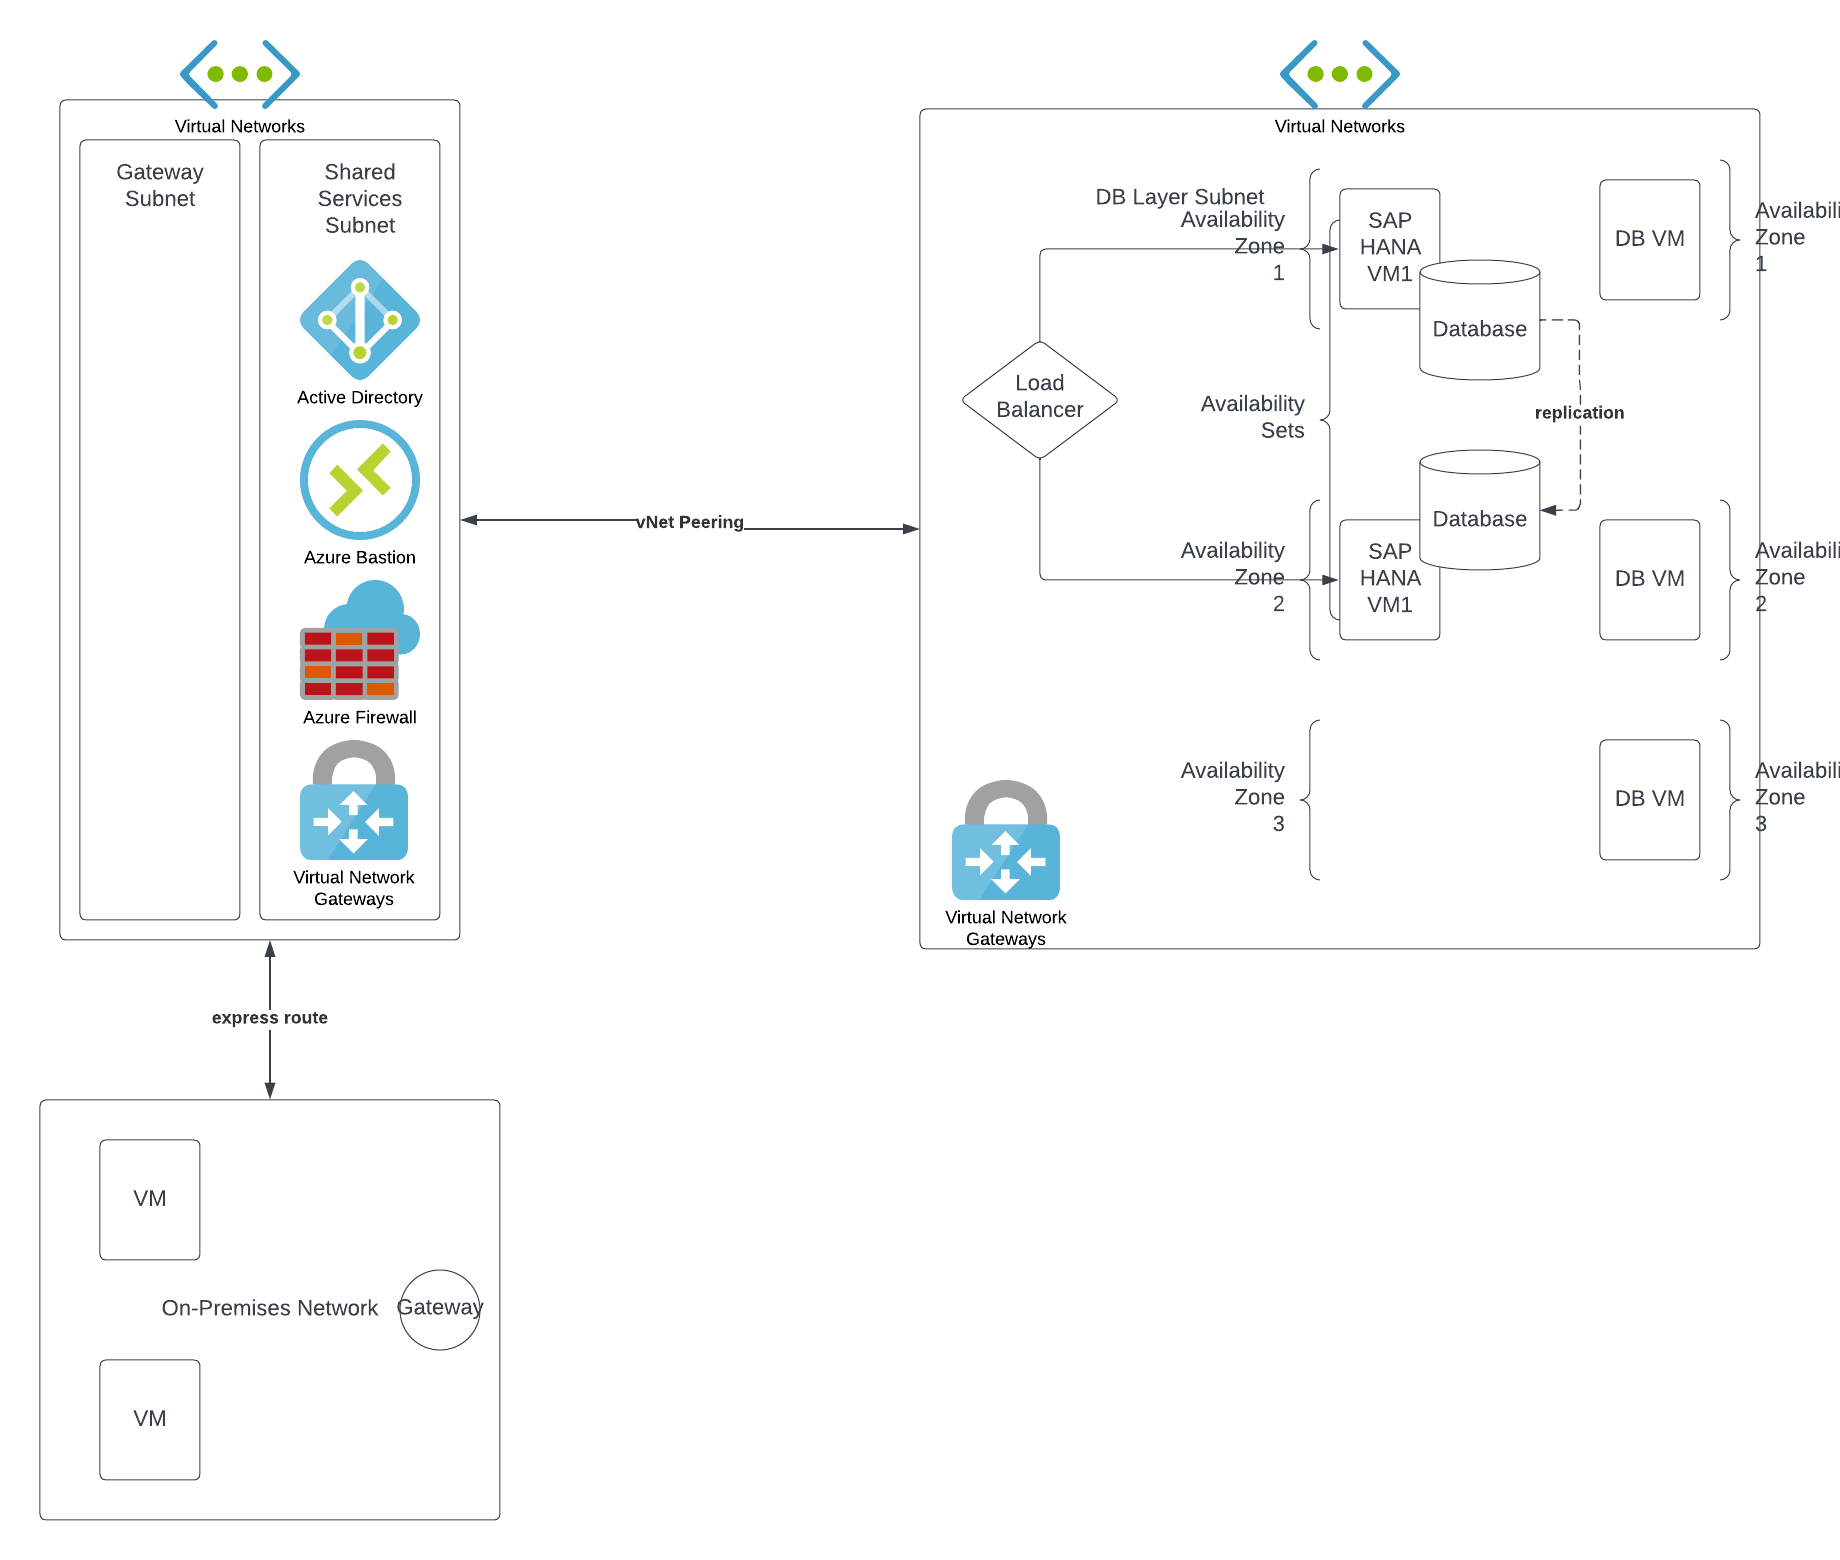 Virtual Networks
Gateway
Subnet
Shared
Services
Subnet
Active Directory
Azure Bastion
Azure Firewall
Virtual Network
Gateways
express route
VM
On-Premises Network
Gateway
VM
vNet Peering
Virtual Networks
DB Layer Subnet
Availability
Zone
1
SAP
HANA
VM1
Database
DB VM
Availabili
Zone
1
Load
Balancer
Availability
Sets
replication
Availability
Zone
2
SAP
HANA
VM1
Database
DB VM
Availabili
Zone
2
Availability
Zone
3
DB VM
Availabili
Zone
3
Virtual Network
Gateways